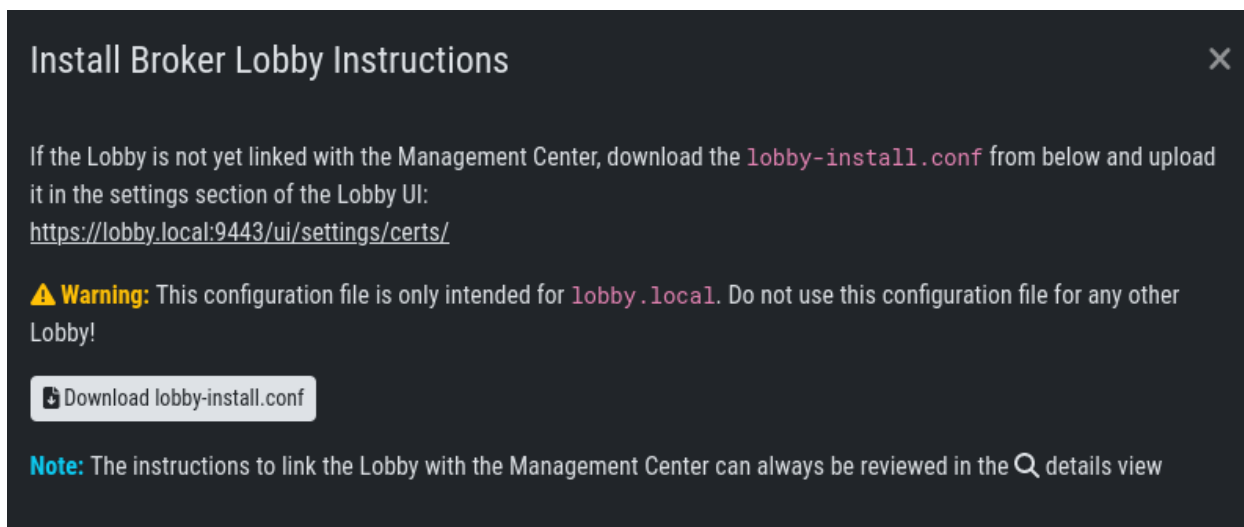 Install Broker Lobby Instructions
If the Lobby is not yet linked with the Management Center, download the lobby-install.conf from below and upload
it in the settings section of the Lobby UI:
https://lobby.local:9443/ui/settings/certs/
Warning: This configuration file is only intended for lobby.local. Do not use this configuration file for any other
Lobby!
Download lobby-install.conf
Note: The instructions to link the Lobby with the Management Center can always be reviewed in the details view